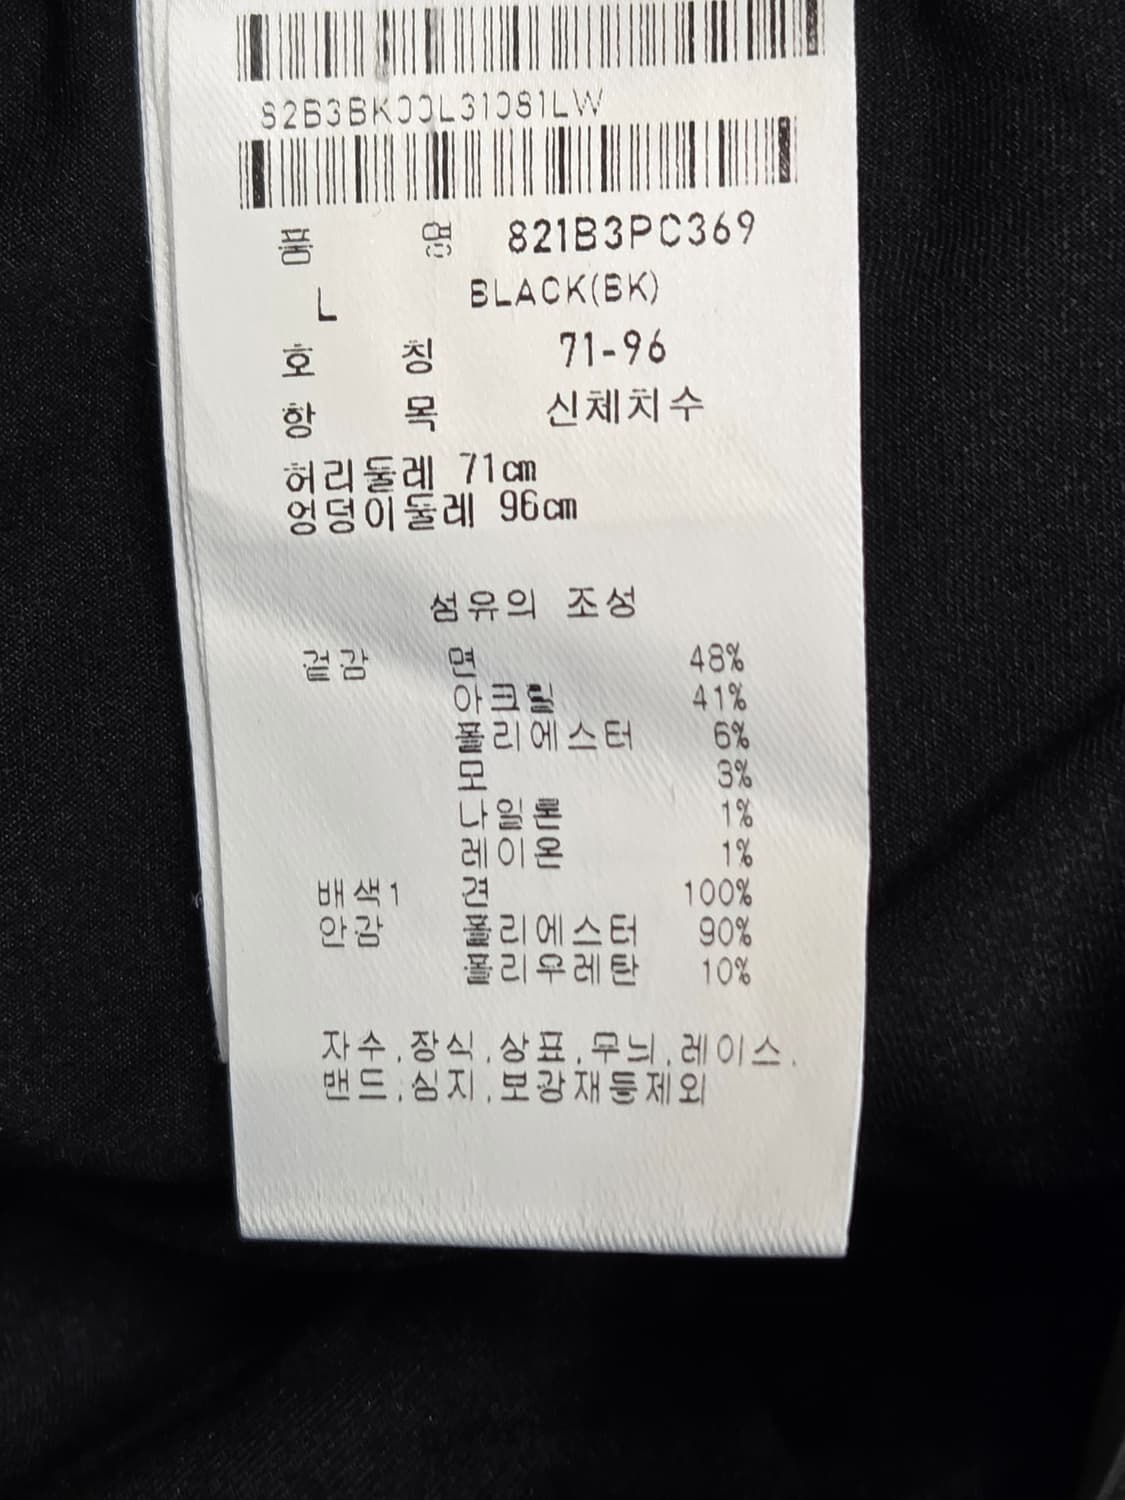 82B3BK00L31081LW
품 명 821B3PC369
L BLACK(BK)
호 칭 71-96
항 목 신체치수
허리둘레 71cm
엉덩이둘레 96cm
섬유의 조성
겉감 면 48%
아크릴 41%
폴리에스터 6%
모 3%
나일론 1%
레이온 1%
배색1 견 100%
안감 폴리에스터 90%
폴리우레탄 10%
자수,장식,상표,무늬,레이스,
밴드,심지,보강재등제외